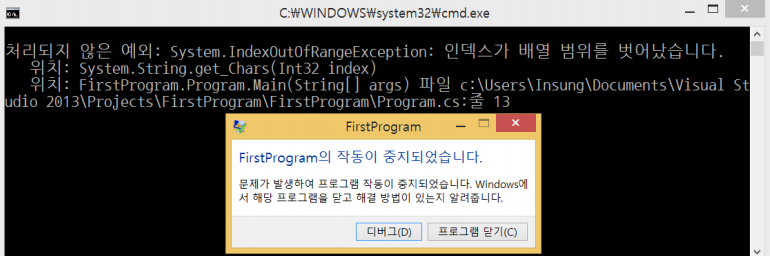 C:₩WINDOWS₩system32₩cmd.exe
처리되지 않은 예외: System.IndexOutOfRangeException: 인덱스가 배열 범위를 벗어났습니다.
위치: System.String.get_Chars(Int32 index)
위치: FirstProgram.Program.Main(String[] args) 파일 c:\Users\Insung\Documents\Visual St
udio 2013\Projects\FirstProgram\FirstProgram\Program.cs:줄 13
FirstProgram
FirstProgram의 작동이 중지되었습니다.
문제가 발생하여 프로그램 작동이 중지되었습니다. Windows에
서 해당 프로그램을 닫고 해결 방법이 있는지 알려줍니다.
디버그(D) 프로그램 닫기(C)